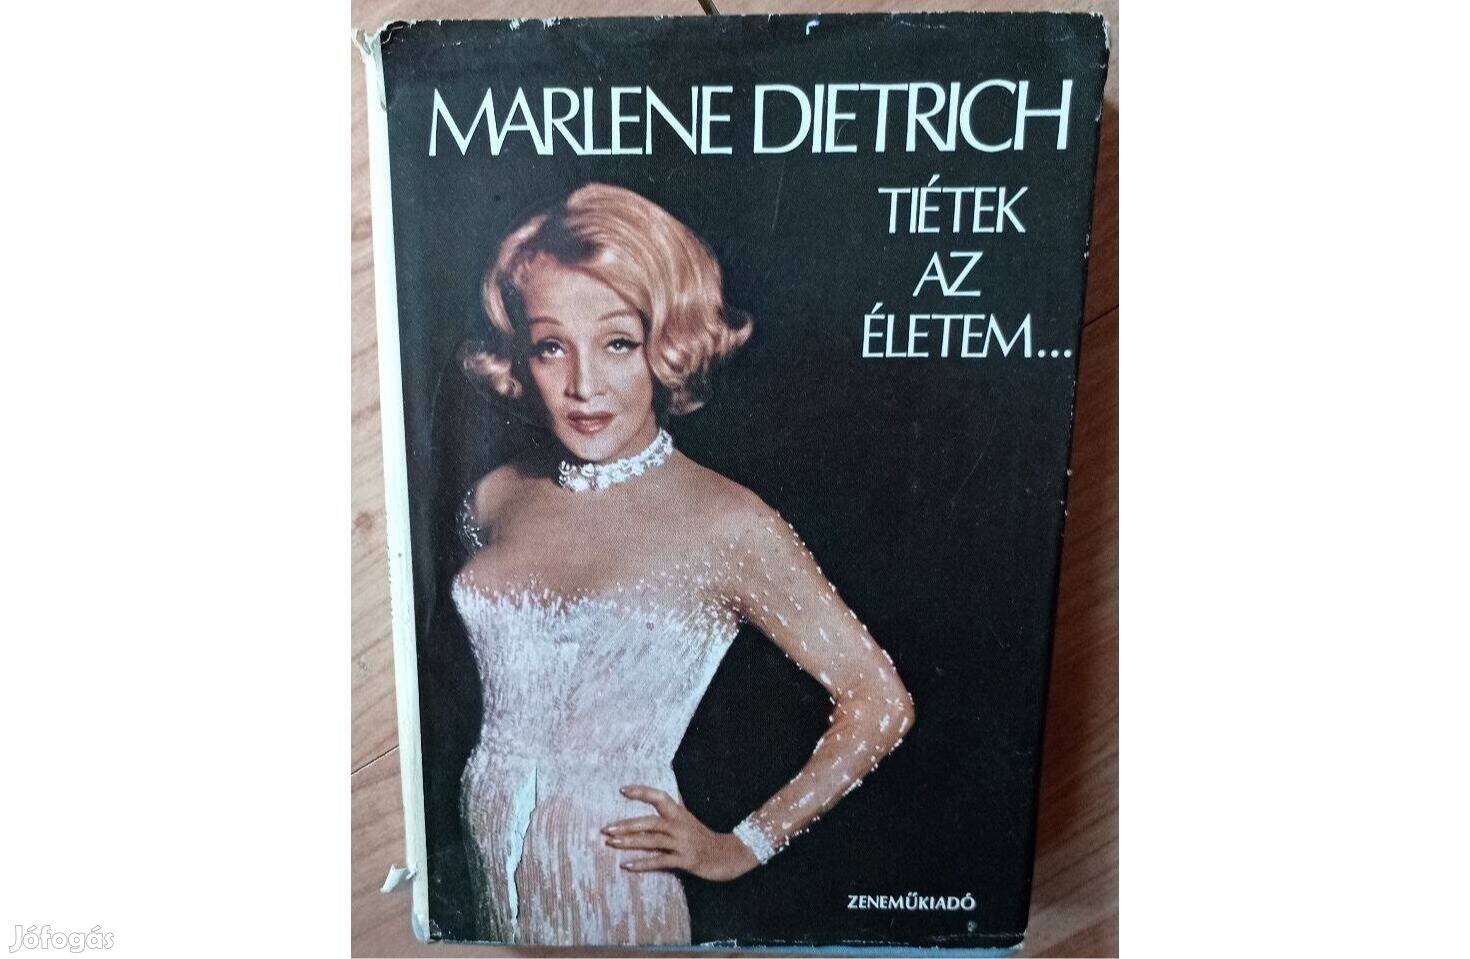 MARLENE DIETRICH
TIÉTEK
AZ
ÉLETEM...
ZENEMŰKIADÓ
Jófogás